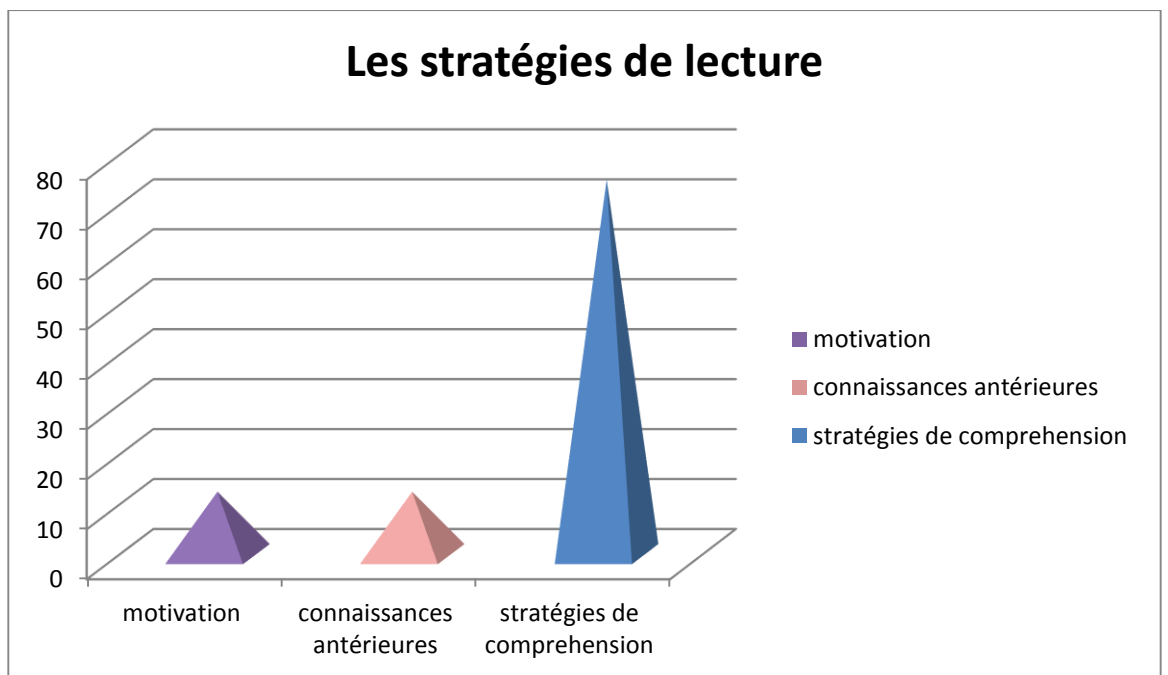 Les stratégies de lecture
80
70
60
50
40
30
20
10
0
motivation
connaissances
antérieures
stratégies de
comprehension
motivation
connaissances antérieures
stratégies de comprehension